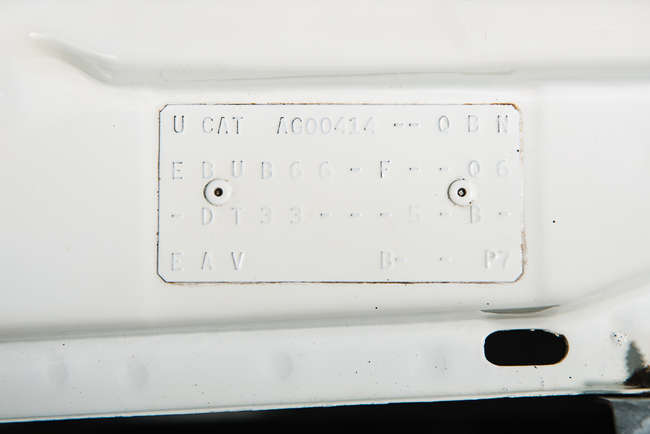 U CAT AG00414 -- Q B N
E B U B 6 6 - F - - 0 6
- D T 3 3 - - - 5 - B -
E A V B - - P7